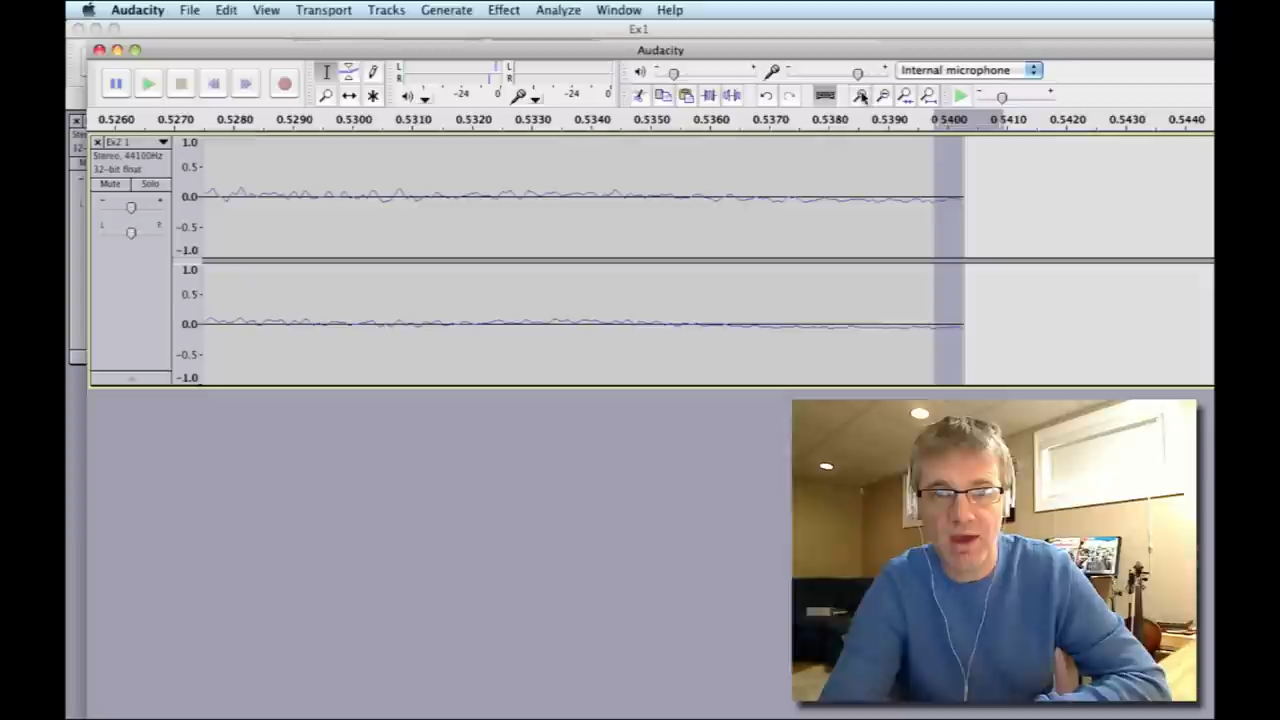 Audacity File Edit View Transport Tracks Generate Effect Analyze Window Help
Ex1
Audacity
L
R
-24 0
L
R
-24 0
Internal microphone
0.5260 0.5270 0.5280 0.5290 0.5300 0.5310 0.5320 0.5330 0.5340 0.5350 0.5360 0.5370 0.5380 0.5390 0.5400 0.5410 0.5420 0.5430 0.5440
Ex2 1
Stereo, 44100Hz
32-bit float
Mute Solo
- +
L R
1.0
0.5-
0.0-
-0.5-
-1.0
1.0
0.5-
0.0-
-0.5-
-1.0